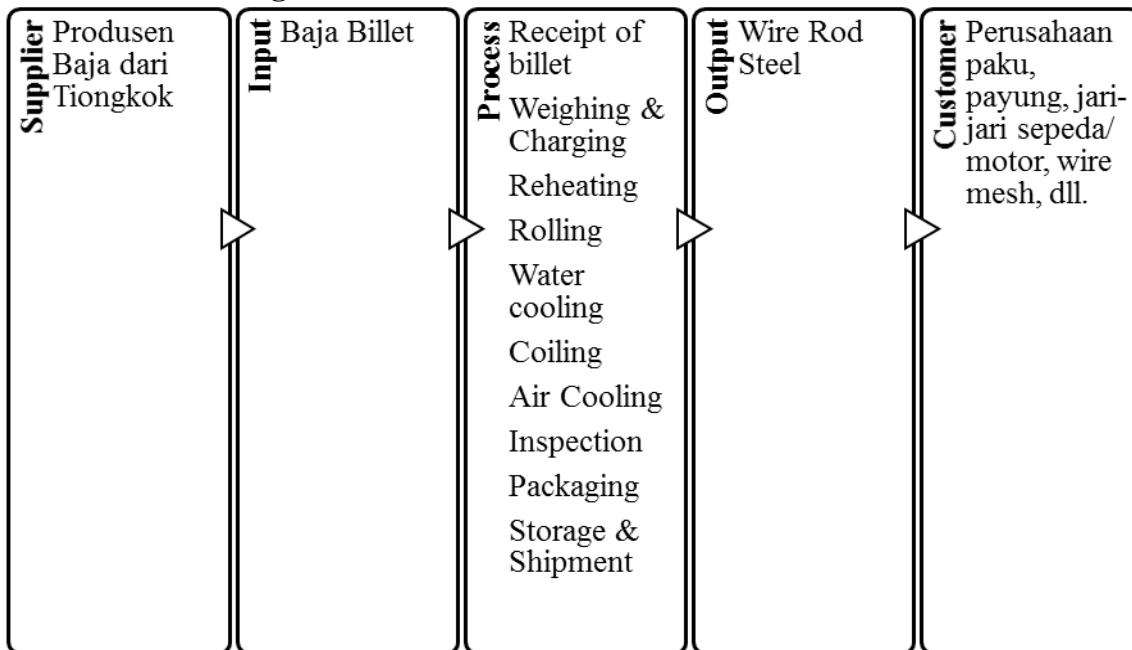 Supplier
Produsen
Baja dari
Tiongkok
Input
Baja Billet
Process
Receipt of
billet
Weighing &
Charging
Reheating
Rolling
Water
cooling
Coiling
Air Cooling
Inspection
Packaging
Storage &
Shipment
Output
Wire Rod
Steel
Customer
Perusahaan
paku,
payung, jari-
jari sepeda/
motor, wire
mesh, dll.